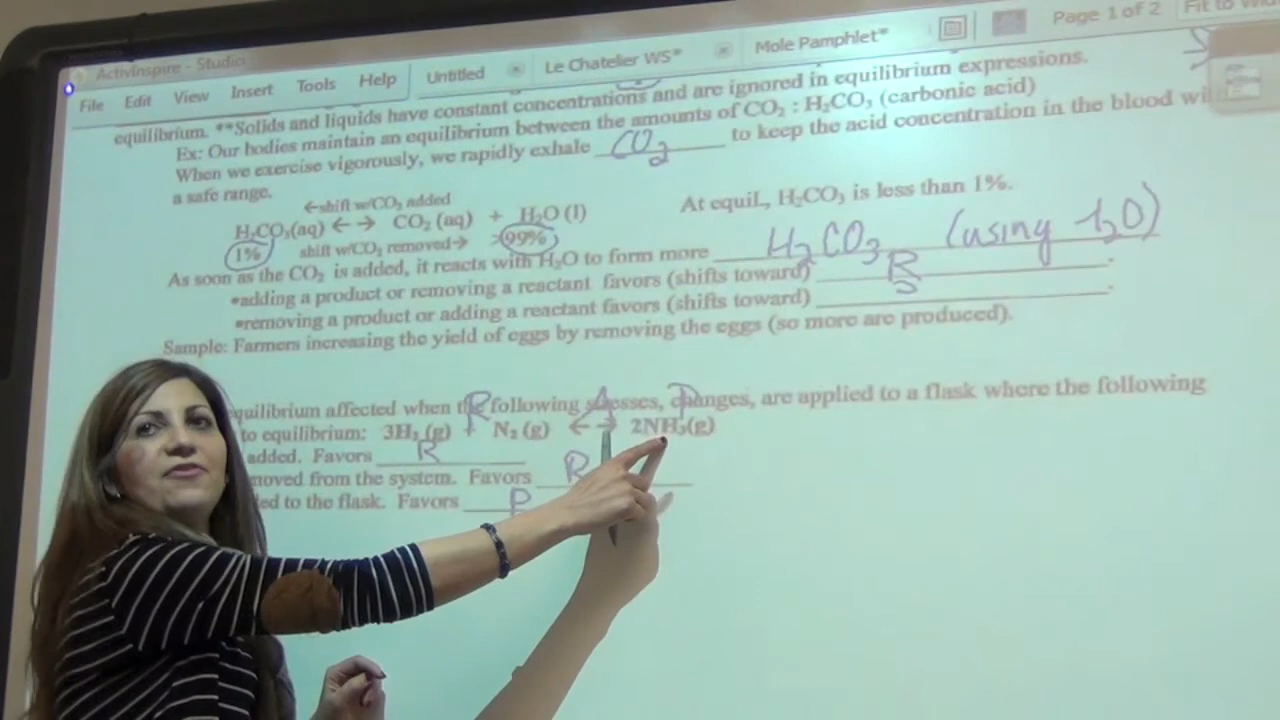 ActivInspire - Studio
File Edit View Insert Tools Help Untitled Le Chatelier WS* Mole Pamphlet* Page 1 of 2 Fit to
equilibrium. **Solids and liquids have constant concentrations and are ignored in equilibrium expressions.
Ex: Our bodies maintain an equilibrium between the amounts of CO₂ : H₂CO₃ (carbonic acid)
When we exercise vigorously, we rapidly exhale CO₂ to keep the acid concentration in the blood wi
a safe range.
←shift w/CO₂ added
H₂CO₃(aq) ←→ CO₂ (aq) + H₂O (l) At equil., H₂CO₃ is less than 1%.
1% shift w/CO₂ removed→ >99%
As soon as the CO₂ is added, it reacts with H₂O to form more H₂CO₃ (using H₂O)
•adding a product or removing a reactant favors (shifts toward) R
•removing a product or adding a reactant favors (shifts toward)
Sample: Farmers increasing the yield of eggs by removing the eggs (so more are produced).
quilibrium affected when the following stresses, changes, are applied to a flask where the following
R P
to equilibrium: 3H₂ (g) + N₂ (g) ←→ 2NH₃(g)
added. Favors R
moved from the system. Favors R
ed to the flask. Favors P